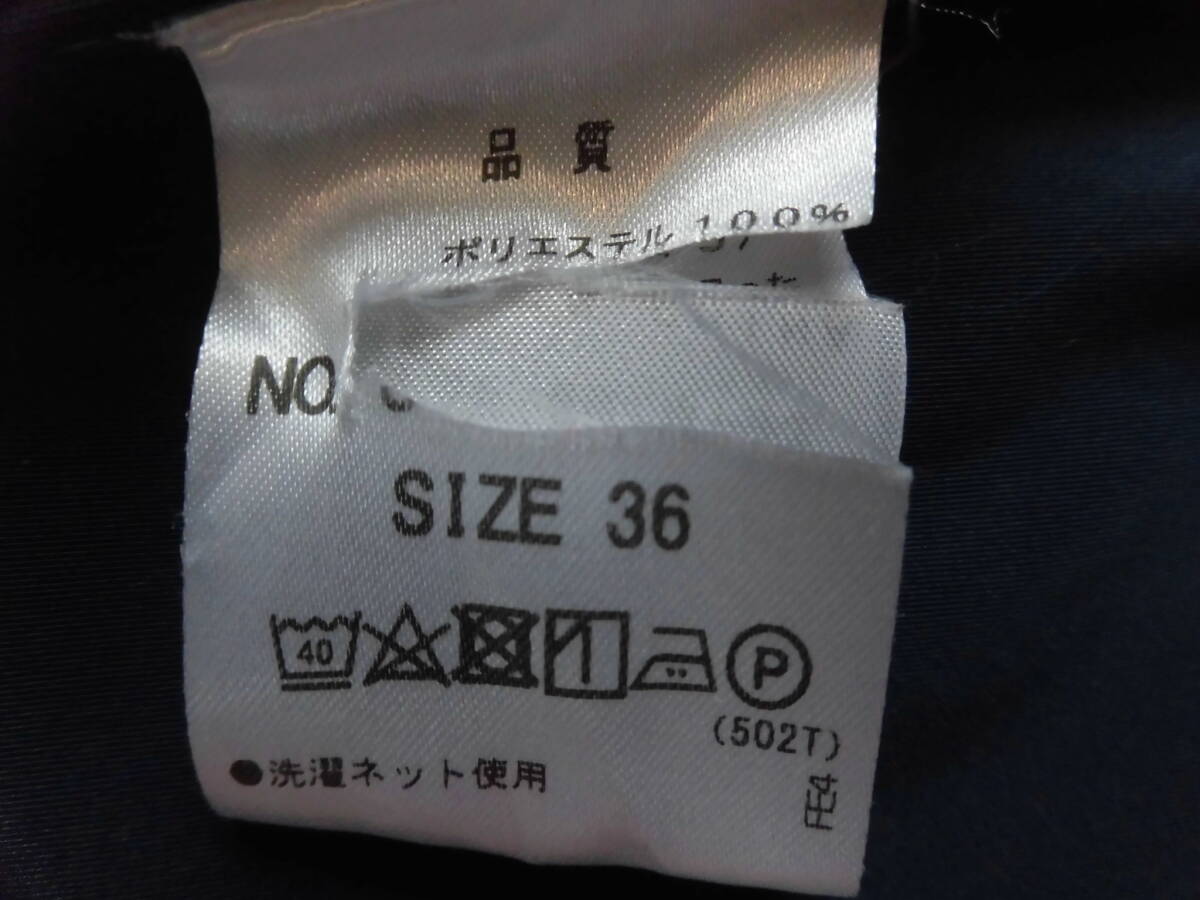 品質
ポリエステル 100%
NO.
SIZE 36
40
P
(502T)
●洗濯ネット使用
FE4